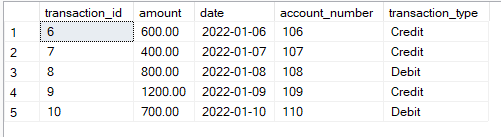 transaction_id amount date account_number transaction_type
1 6 600.00 2022-01-06 106 Credit
2 7 400.00 2022-01-07 107 Credit
3 8 800.00 2022-01-08 108 Debit
4 9 1200.00 2022-01-09 109 Credit
5 10 700.00 2022-01-10 110 Debit